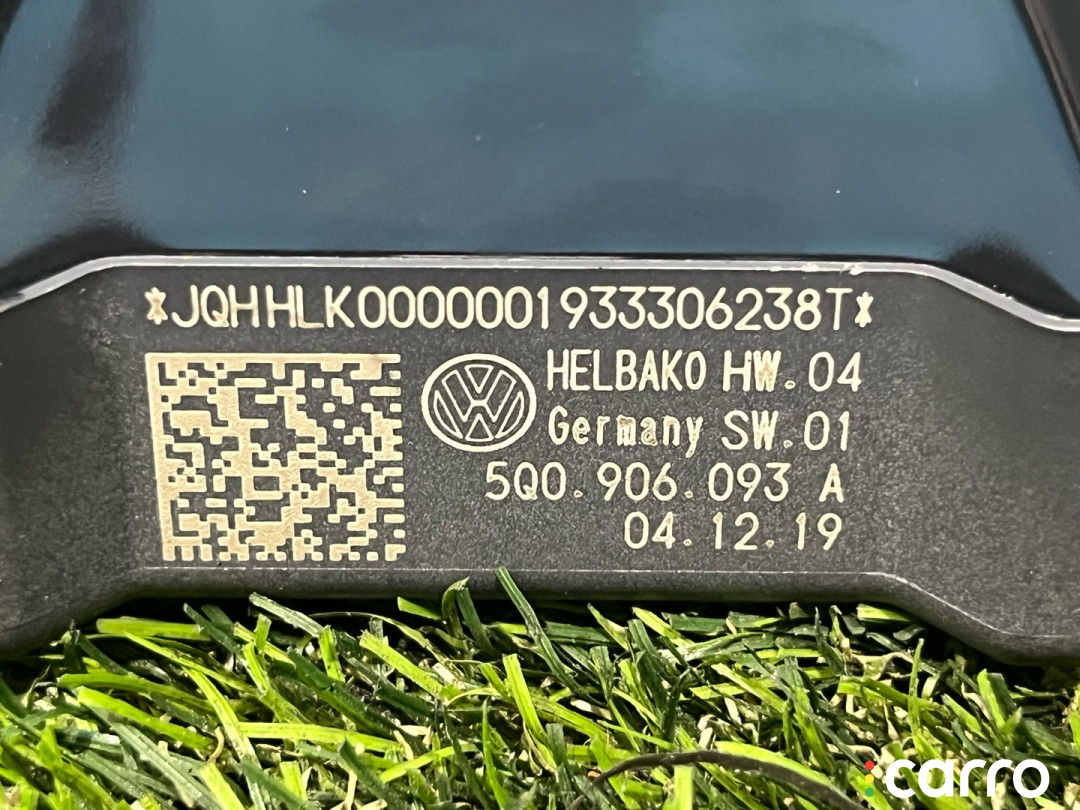 *JQHHLK0000001933306238T*
HELBAKO HW.04
Germany SW.01
5Q0.906.093 A
04.12.19
carro